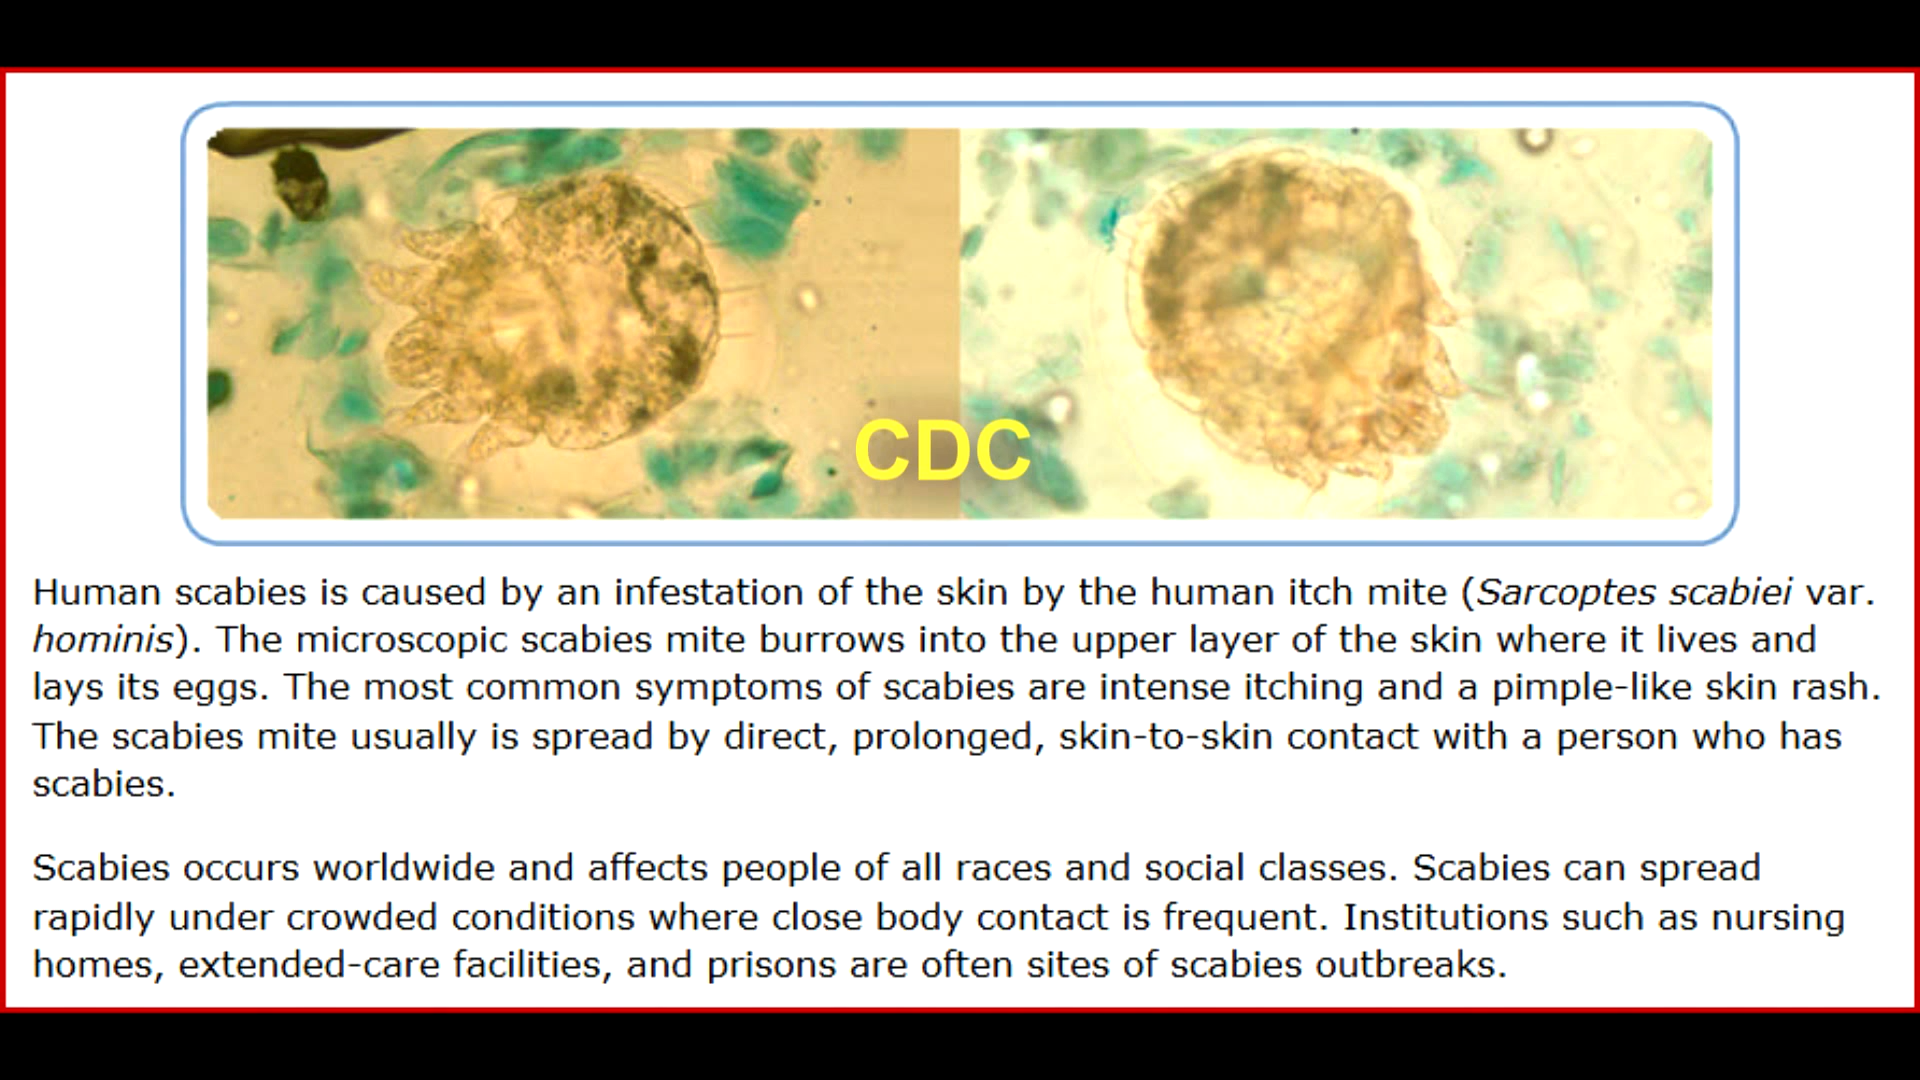 CDC
Human scabies is caused by an infestation of the skin by the human itch mite (Sarcoptes scabiei var.
hominis). The microscopic scabies mite burrows into the upper layer of the skin where it lives and
lays its eggs. The most common symptoms of scabies are intense itching and a pimple-like skin rash.
The scabies mite usually is spread by direct, prolonged, skin-to-skin contact with a person who has
scabies.
Scabies occurs worldwide and affects people of all races and social classes. Scabies can spread
rapidly under crowded conditions where close body contact is frequent. Institutions such as nursing
homes, extended-care facilities, and prisons are often sites of scabies outbreaks.